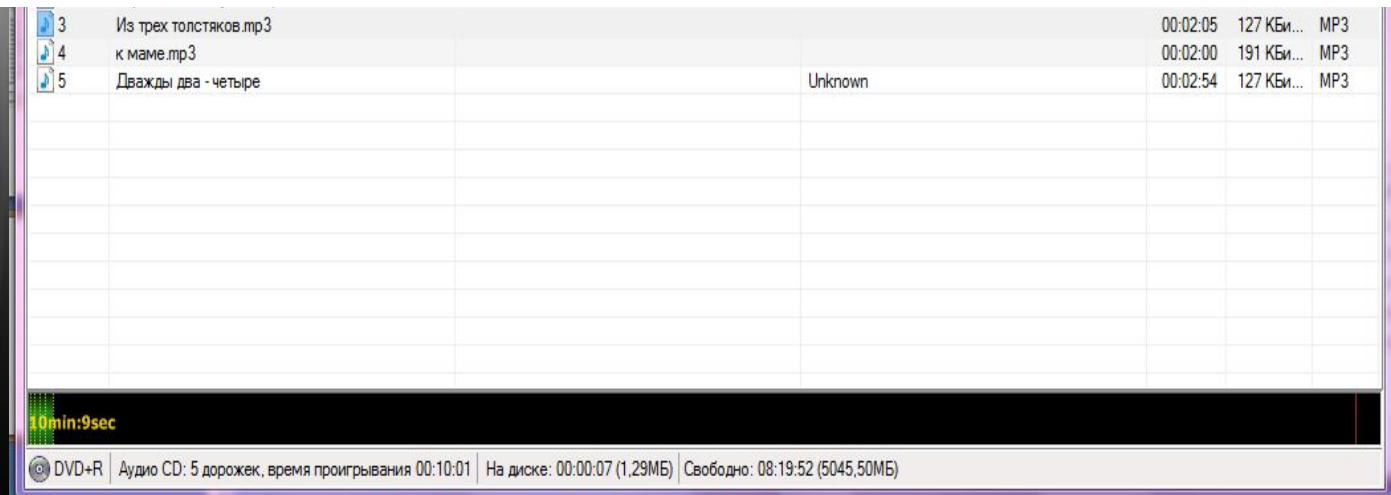 3 Из трех толстяков.mp3 00:02:05 127 КБи... MP3
4 к маме.mp3 00:02:00 191 КБи... MP3
5 Дважды два - четыре Unknown 00:02:54 127 КБи... MP3
10min:9sec
DVD+R Аудио CD: 5 дорожек, время проигрывания 00:10:01 На диске: 00:00:07 (1,29МБ) Свободно: 08:19:52 (5045,50МБ)